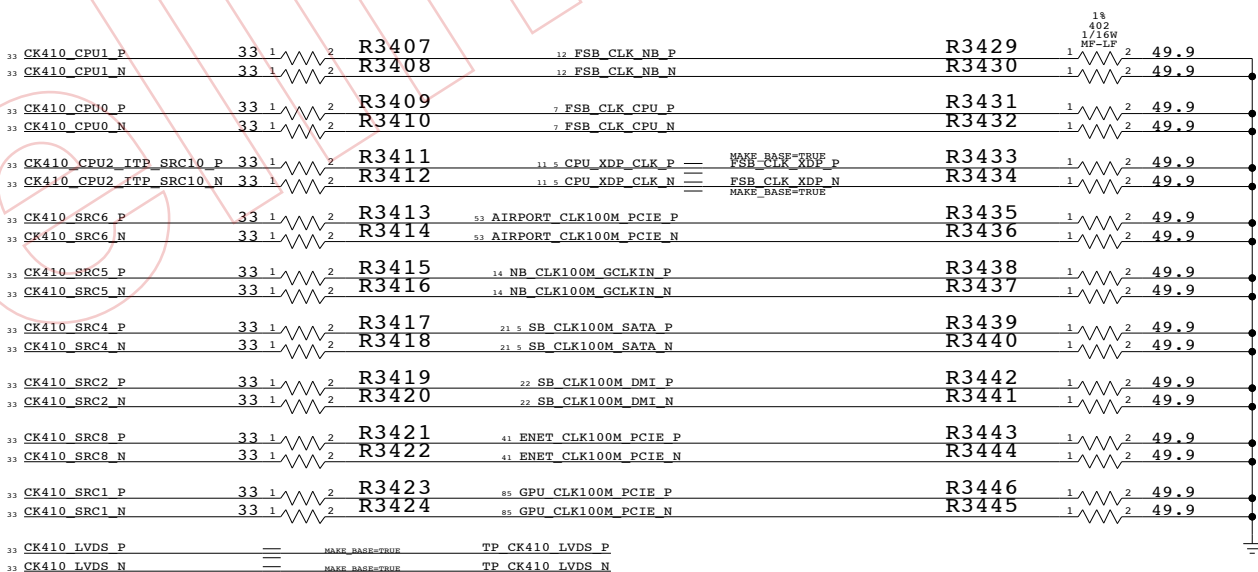 1%
402
1/16W
MF-LF
33 CK410_CPU1_P 33 1 2 R3407 12 FSB_CLK_NB_P R3429 1 2 49.9
33 CK410_CPU1_N 33 1 2 R3408 12 FSB_CLK_NB_N R3430 1 2 49.9
33 CK410_CPU0_P 33 1 2 R3409 7 FSB_CLK_CPU_P R3431 1 2 49.9
33 CK410_CPU0_N 33 1 2 R3410 7 FSB_CLK_CPU_N R3432 1 2 49.9
MAKE_BASE=TRUE
33 CK410_CPU2_ITP_SRC10_P 33 1 2 R3411 11 5 CPU_XDP_CLK_P FSB_CLK_XDP_P R3433 1 2 49.9
33 CK410_CPU2_ITP_SRC10_N 33 1 2 R3412 11 5 CPU_XDP_CLK_N FSB_CLK_XDP_N R3434 1 2 49.9
MAKE_BASE=TRUE
33 CK410_SRC6_P 33 1 2 R3413 53 AIRPORT_CLK100M_PCIE_P R3435 1 2 49.9
33 CK410_SRC6_N 33 1 2 R3414 53 AIRPORT_CLK100M_PCIE_N R3436 1 2 49.9
33 CK410_SRC5_P 33 1 2 R3415 14 NB_CLK100M_GCLKIN_P R3438 1 2 49.9
33 CK410_SRC5_N 33 1 2 R3416 14 NB_CLK100M_GCLKIN_N R3437 1 2 49.9
33 CK410_SRC4_P 33 1 2 R3417 21 5 SB_CLK100M_SATA_P R3439 1 2 49.9
33 CK410_SRC4_N 33 1 2 R3418 21 5 SB_CLK100M_SATA_N R3440 1 2 49.9
33 CK410_SRC2_P 33 1 2 R3419 22 SB_CLK100M_DMI_P R3442 1 2 49.9
33 CK410_SRC2_N 33 1 2 R3420 22 SB_CLK100M_DMI_N R3441 1 2 49.9
33 CK410_SRC8_P 33 1 2 R3421 41 ENET_CLK100M_PCIE_P R3443 1 2 49.9
33 CK410_SRC8_N 33 1 2 R3422 41 ENET_CLK100M_PCIE_N R3444 1 2 49.9
33 CK410_SRC1_P 33 1 2 R3423 85 GPU_CLK100M_PCIE_P R3446 1 2 49.9
33 CK410_SRC1_N 33 1 2 R3424 85 GPU_CLK100M_PCIE_N R3445 1 2 49.9
33 CK410_LVDS_P MAKE_BASE=TRUE TP_CK410_LVDS_P
33 CK410_LVDS_N MAKE_BASE=TRUE TP_CK410_LVDS_N